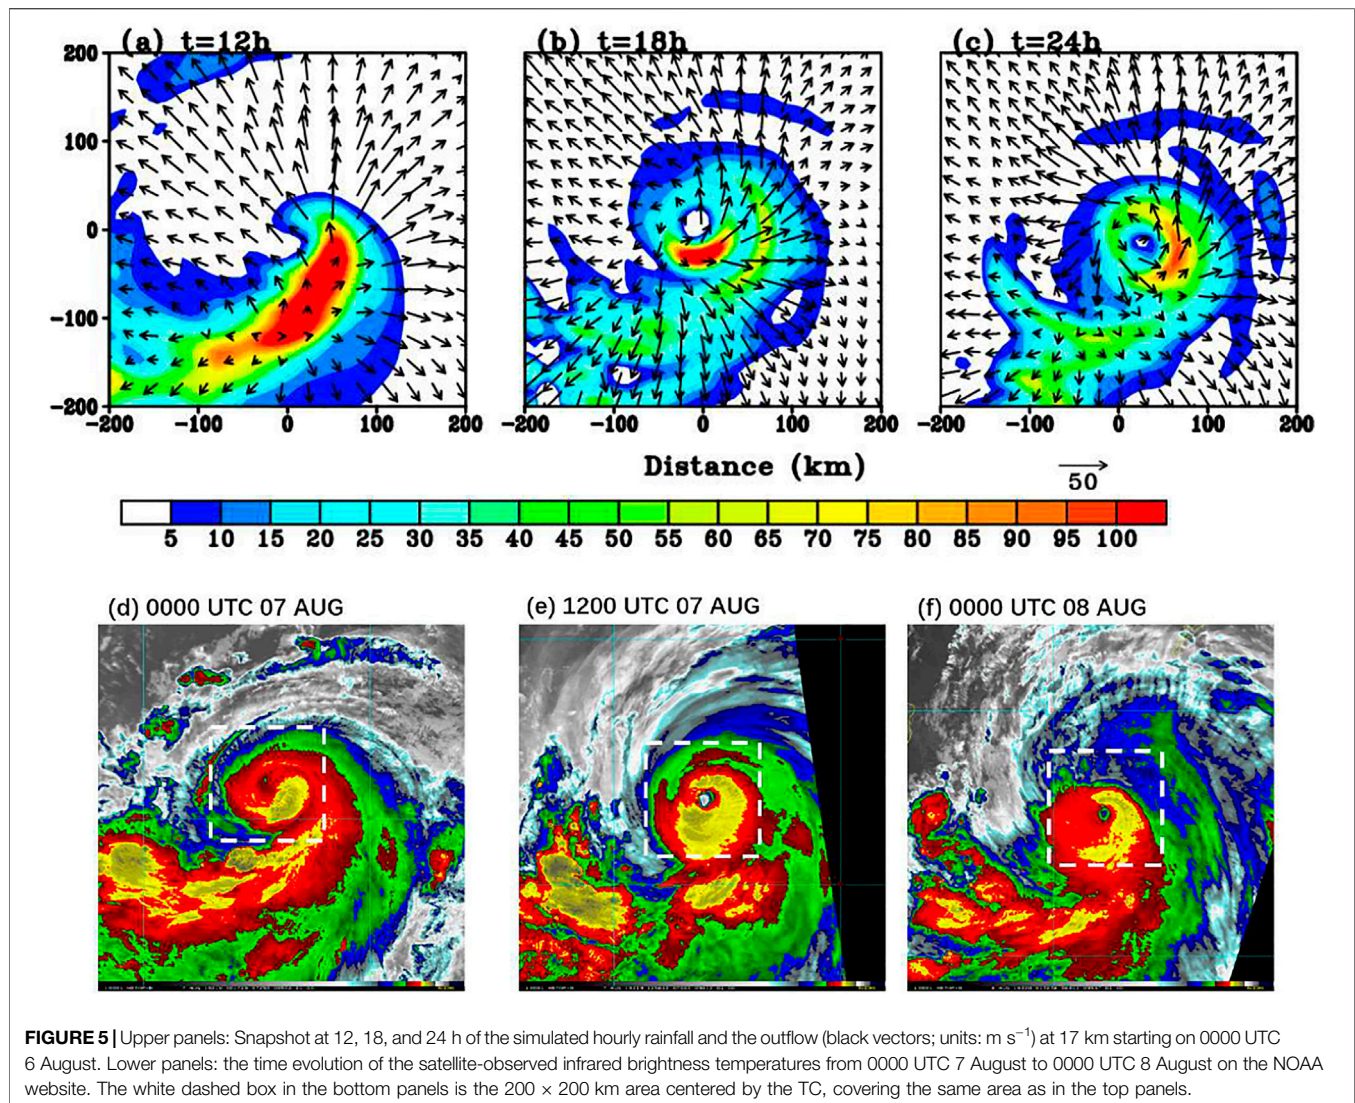 (a) t=12h (b) t=18h (c) t=24h
200
100
0
-100
-200
-200 -100 0 100 200 -200 -100 0 100 200 -200 -100 0 100 200
Distance (km)
50
5 10 15 20 25 30 35 40 45 50 55 60 65 70 75 80 85 90 95 100
(d) 0000 UTC 07 AUG (e) 1200 UTC 07 AUG (f) 0000 UTC 08 AUG
FIGURE 5 | Upper panels: Snapshot at 12, 18, and 24 h of the simulated hourly rainfall and the outflow (black vectors; units: m s⁻¹) at 17 km starting on 0000 UTC
6 August. Lower panels: the time evolution of the satellite-observed infrared brightness temperatures from 0000 UTC 7 August to 0000 UTC 8 August on the NOAA
website. The white dashed box in the bottom panels is the 200 × 200 km area centered by the TC, covering the same area as in the top panels.